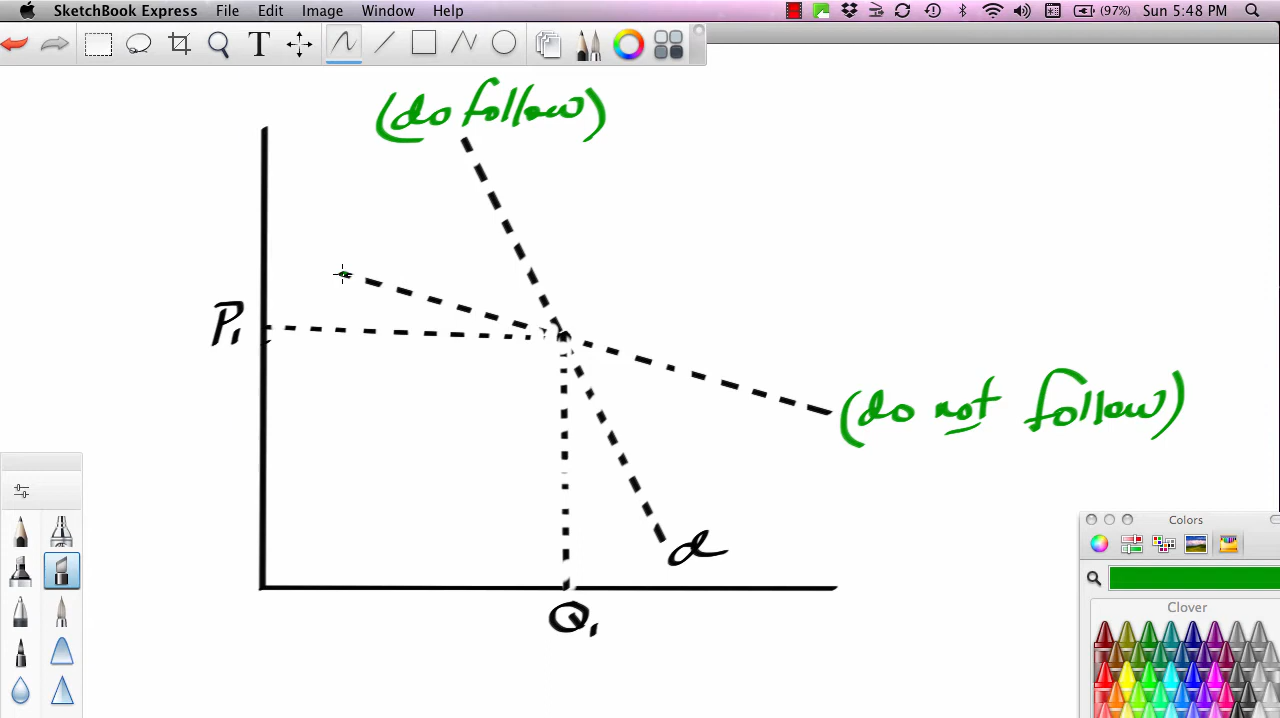 SketchBook Express File Edit Image Window Help (97%) Sun 5:48 PM
T
(do follow)
P1
(do not follow)
d
Q1
Colors
Clover